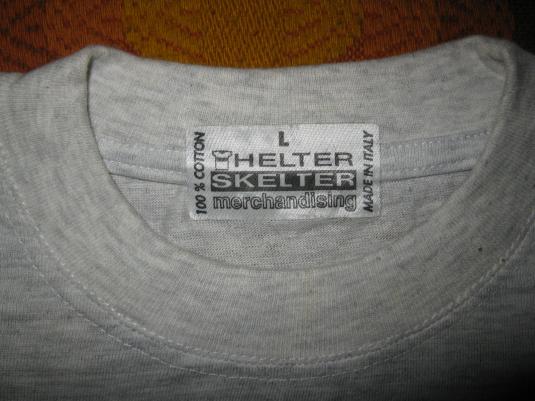 L
100 % COTTON
HELTER
SKELTER
merchandising
MADE IN ITALY